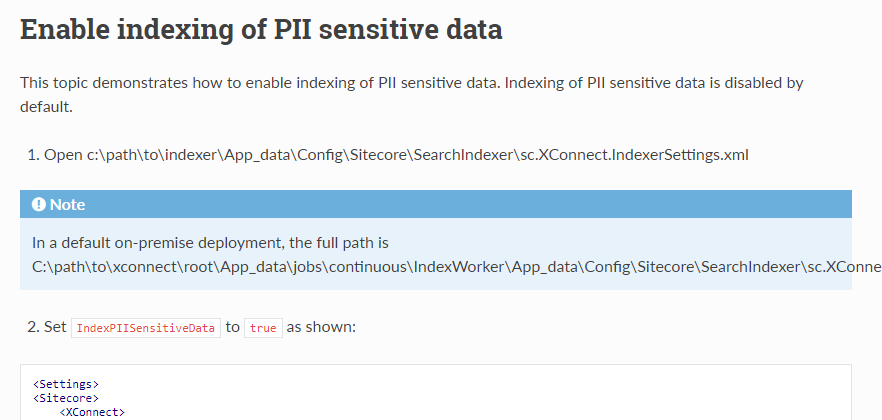 Enable indexing of PII sensitive data
This topic demonstrates how to enable indexing of PII sensitive data. Indexing of PII sensitive data is disabled by
default.
1. Open c:\path\to\indexer\App_data\Config\Sitecore\SearchIndexer\sc.XConnect.IndexerSettings.xml
Note
In a default on-premise deployment, the full path is
C:\path\to\xconnect\root\App_data\jobs\continuous\IndexWorker\App_data\Config\Sitecore\SearchIndexer\sc.XConne
2. Set IndexPIISensitiveData to true as shown:
<Settings>
<Sitecore>
<XConnect>